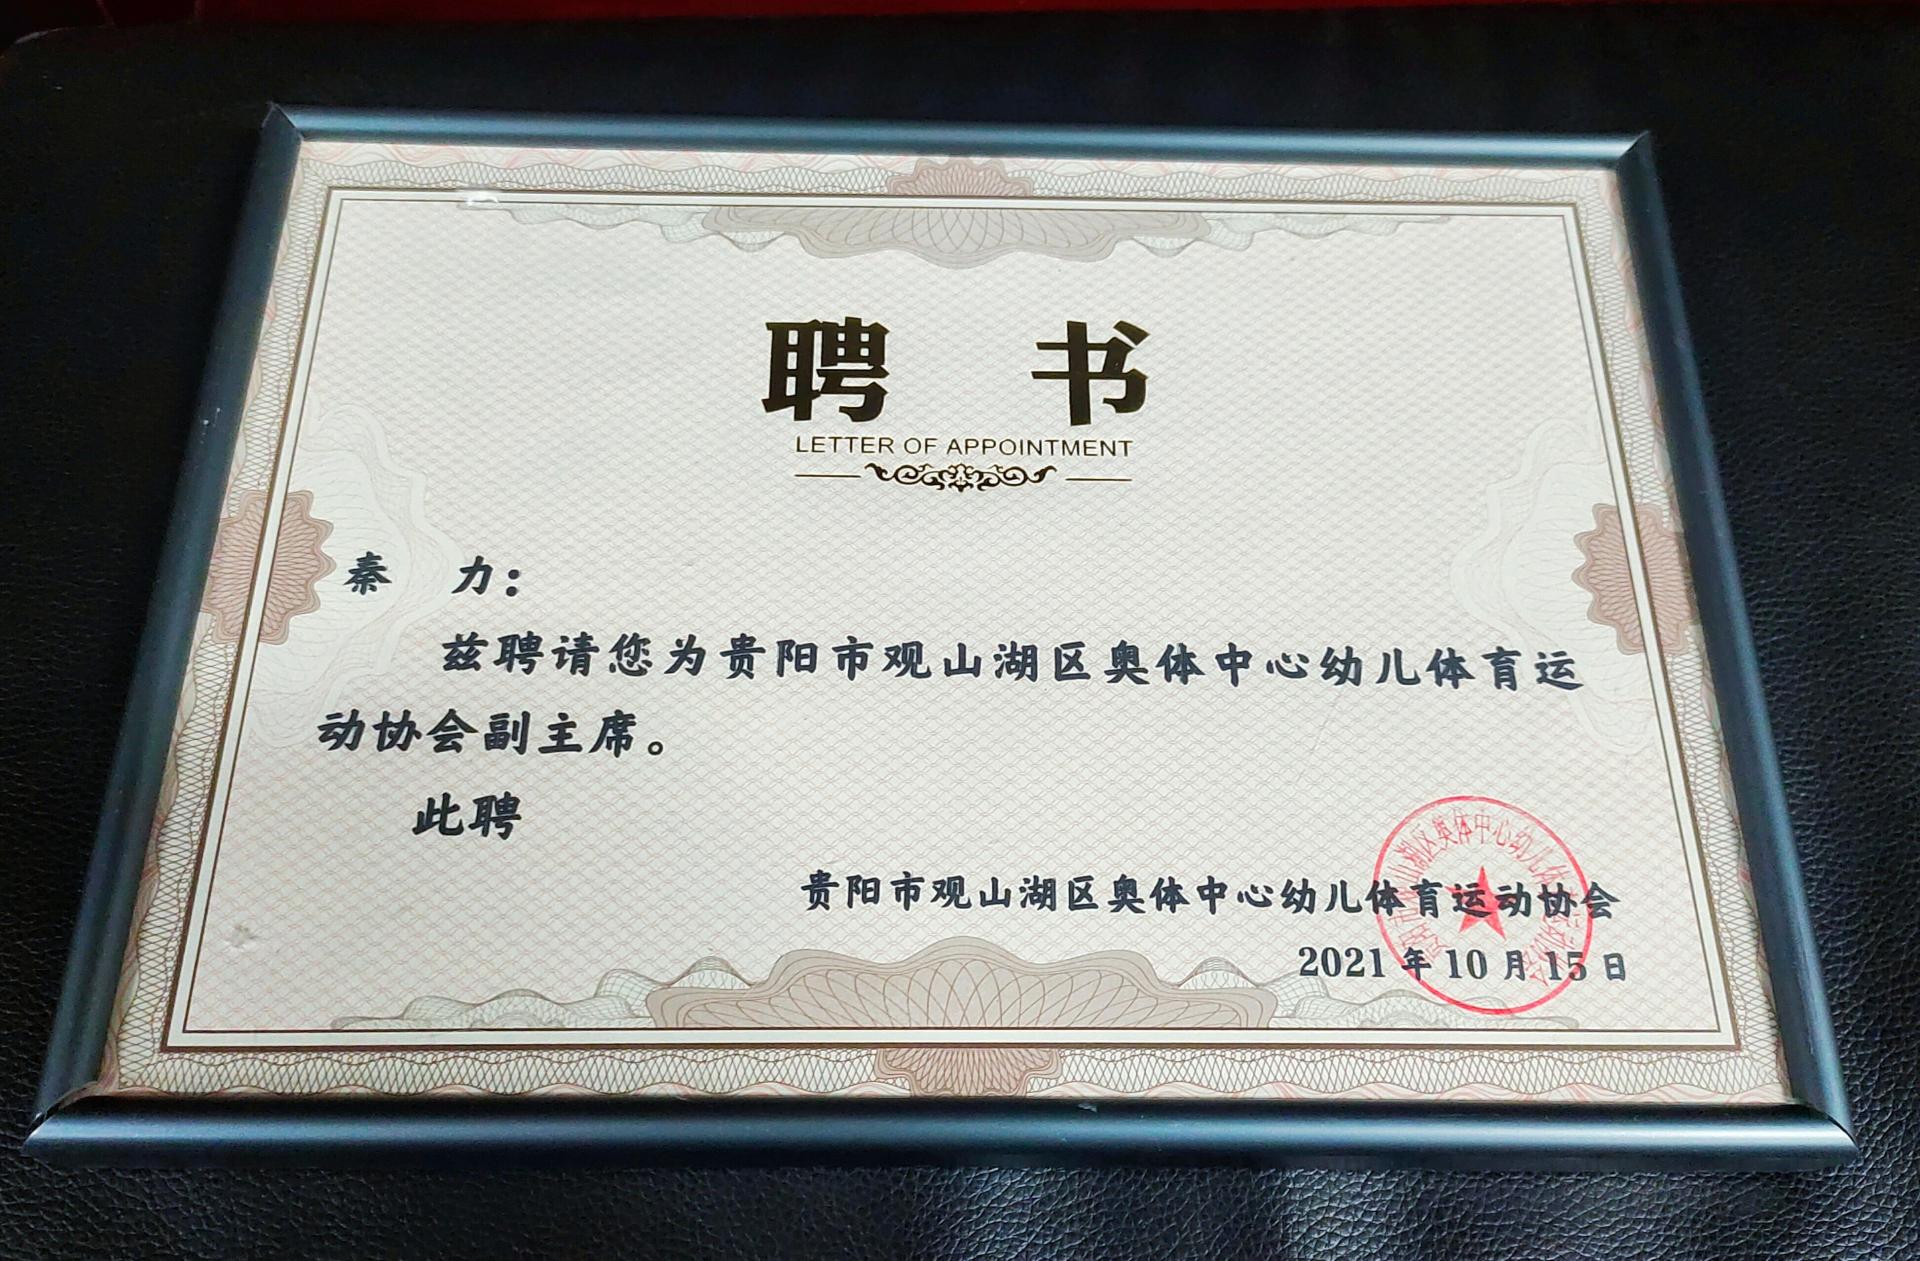 聘 书
LETTER OF APPOINTMENT
秦 力：
兹聘请您为贵阳市观山湖区奥体中心幼儿体育运
动协会副主席。
此聘
贵阳市观山湖区奥体中心幼儿体育运动协会
2021年10月15日